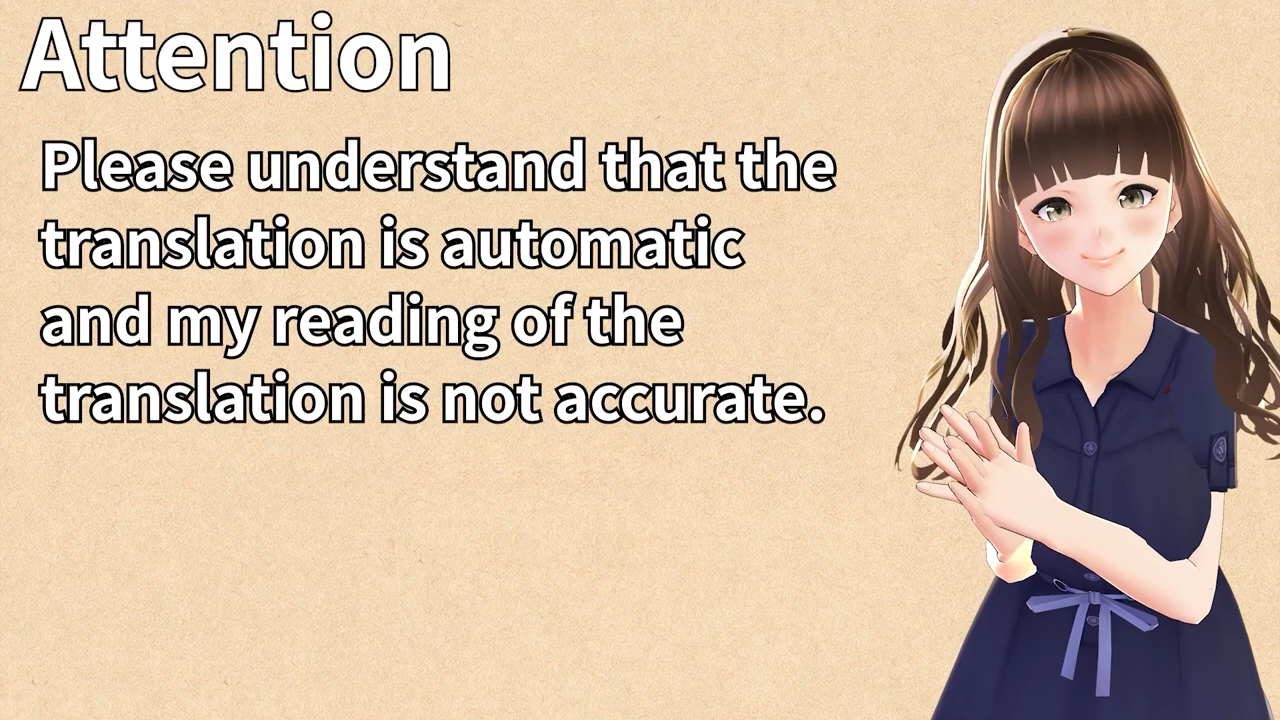 Attention
Please understand that the
translation is automatic
and my reading of the
translation is not accurate.